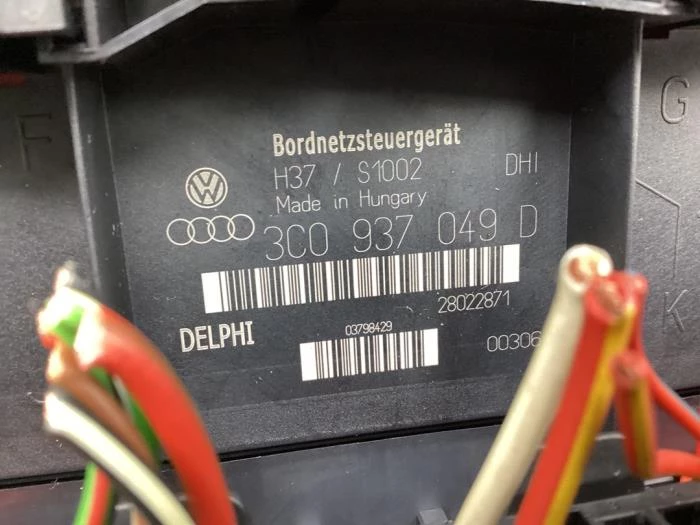 F
G
Bordnetzsteuergerät
H37 / S1002 DHI
Made in Hungary
3C0 937 049 D
28022871
K
DELPHI
03798429
00306